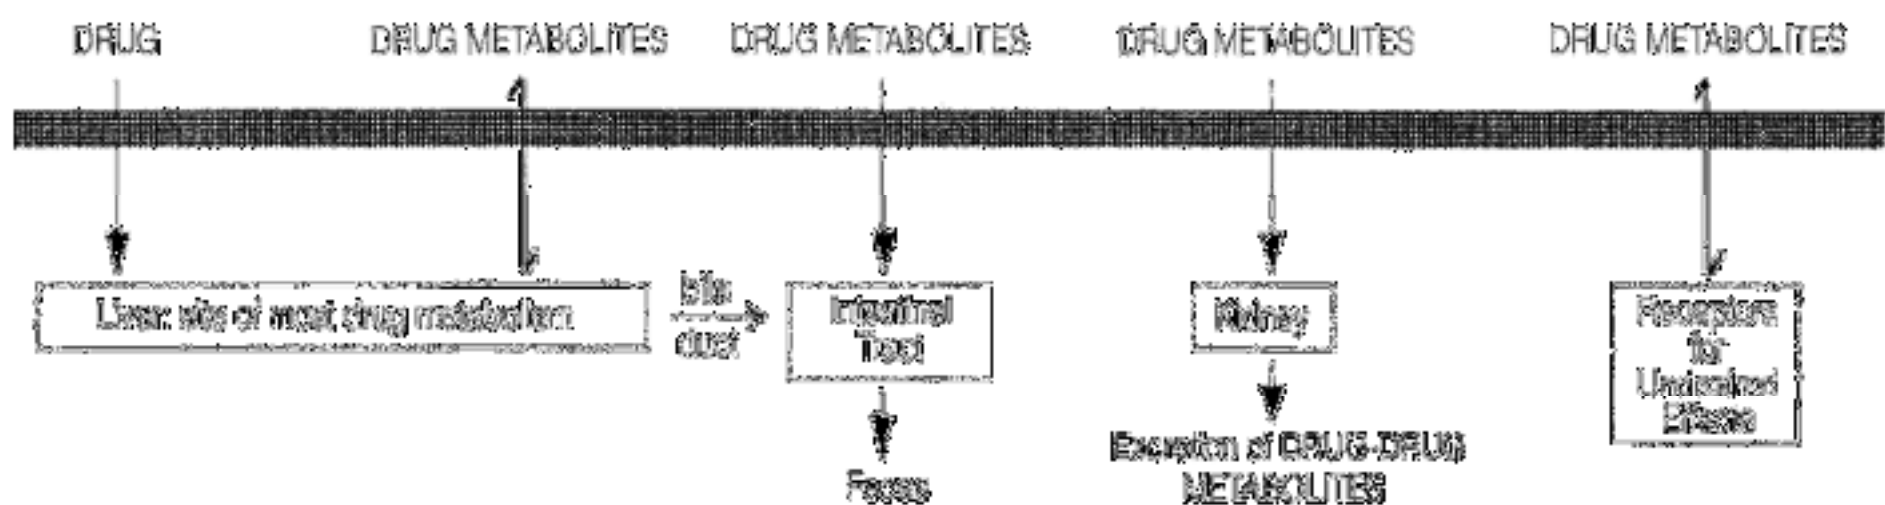 DRUG
DRUG METABOLITES
DRUG METABOLITES
DRUG METABOLITES
DRUG METABOLITES
Liver: site of most drug metabolism
bile
duct
Intestinal
Tract
Kidney
Receptors
for
Undesired
Effects
Feces
Excretion of DRUG-DRUG
METABOLITES